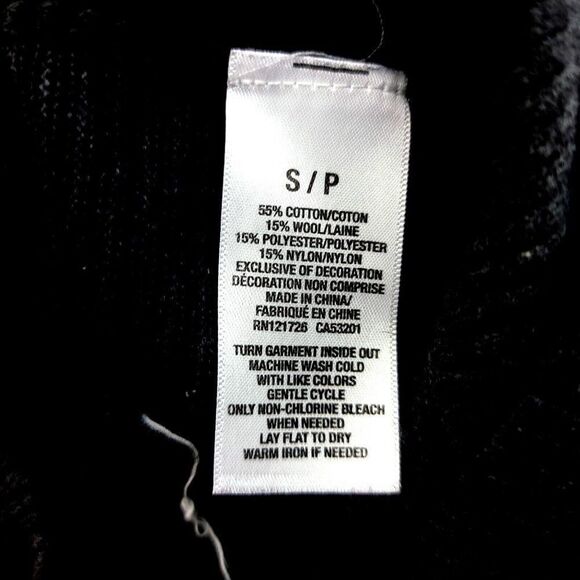 S / P
55% COTTON/COTON
15% WOOL/LAINE
15% POLYESTER/POLYESTER
15% NYLON/NYLON
EXCLUSIVE OF DECORATION
DÉCORATION NON COMPRISE
MADE IN CHINA/
FABRIQUÉ EN CHINE
RN121726 CA53201
TURN GARMENT INSIDE OUT
MACHINE WASH COLD
WITH LIKE COLORS
GENTLE CYCLE
ONLY NON-CHLORINE BLEACH
WHEN NEEDED
LAY FLAT TO DRY
WARM IRON IF NEEDED